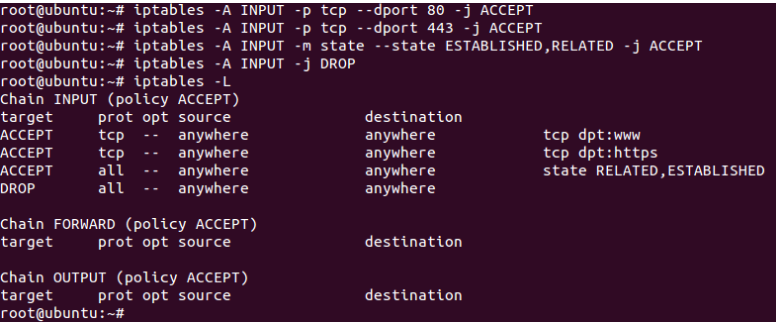 root@ubuntu:~# iptables -A INPUT -p tcp --dport 80 -j ACCEPT
root@ubuntu:~# iptables -A INPUT -p tcp --dport 443 -j ACCEPT
root@ubuntu:~# iptables -A INPUT -m state --state ESTABLISHED,RELATED -j ACCEPT
root@ubuntu:~# iptables -A INPUT -j DROP
root@ubuntu:~# iptables -L
Chain INPUT (policy ACCEPT)
target     prot opt source               destination
ACCEPT     tcp  --  anywhere             anywhere             tcp dpt:www
ACCEPT     tcp  --  anywhere             anywhere             tcp dpt:https
ACCEPT     all  --  anywhere             anywhere             state RELATED,ESTABLISHED
DROP       all  --  anywhere             anywhere
Chain FORWARD (policy ACCEPT)
target     prot opt source               destination
Chain OUTPUT (policy ACCEPT)
target     prot opt source               destination
root@ubuntu:~#